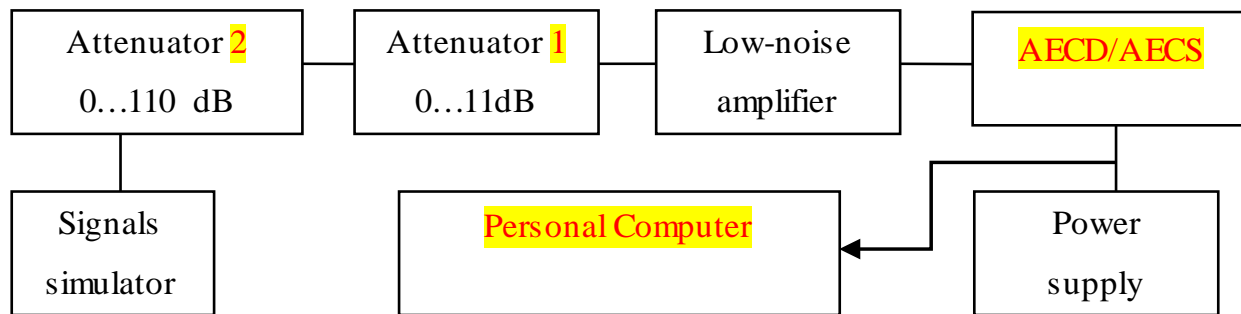 Attenuator 2
0…110 dB
Attenuator 1
0…11dB
Low-noise
amplifier
AECD/AECS
Signals
simulator
Personal Computer
Power
supply